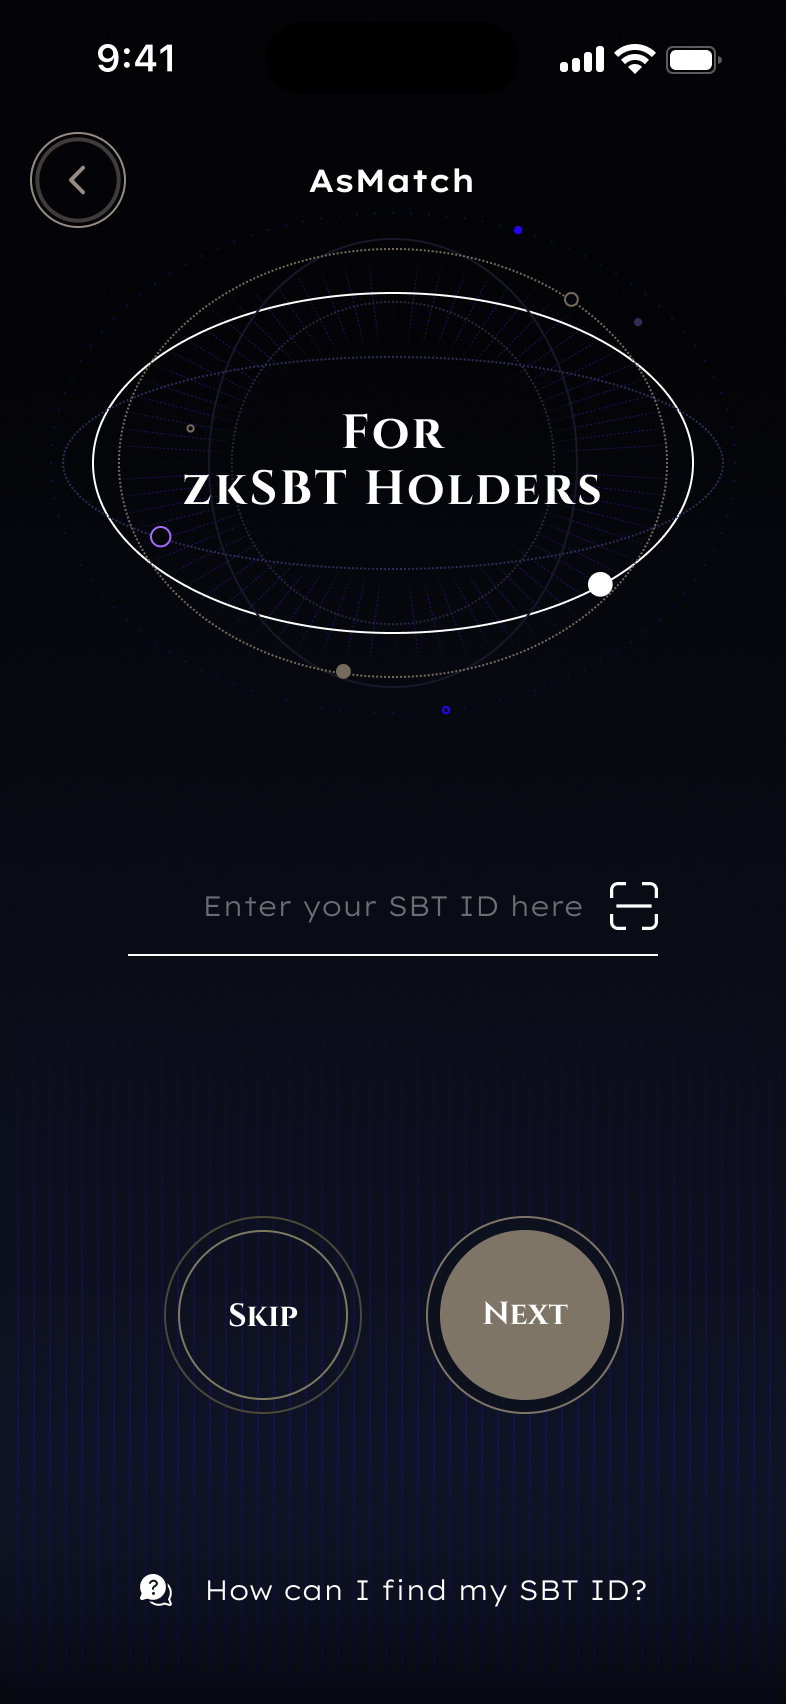 9:41
AsMatch
For
zkSBT Holders
Enter your SBT ID here
Skip
Next
How can I find my SBT ID?